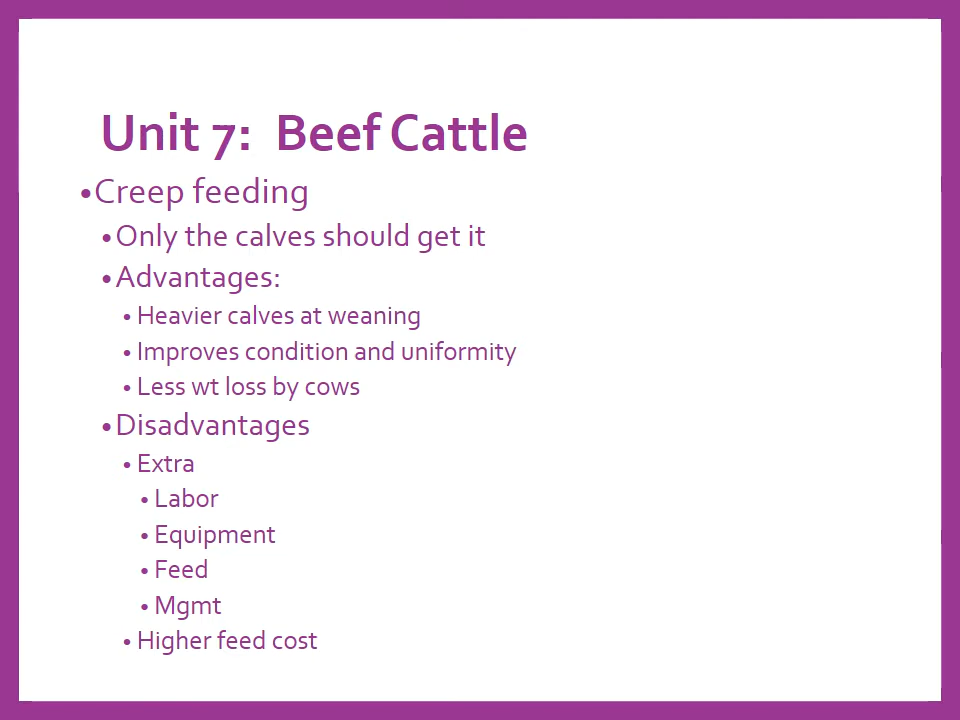 Unit 7:  Beef Cattle
•Creep feeding
•Only the calves should get it
•Advantages:
• Heavier calves at weaning
• Improves condition and uniformity
• Less wt loss by cows
•Disadvantages
• Extra
• Labor
• Equipment
• Feed
• Mgmt
• Higher feed cost